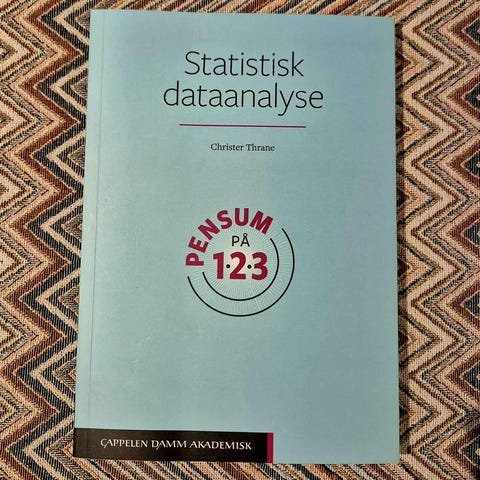 Statistisk
dataanalyse
Christer Thrane
PENSUM
PÅ
1·2·3
CAPPELEN DAMM AKADEMISK